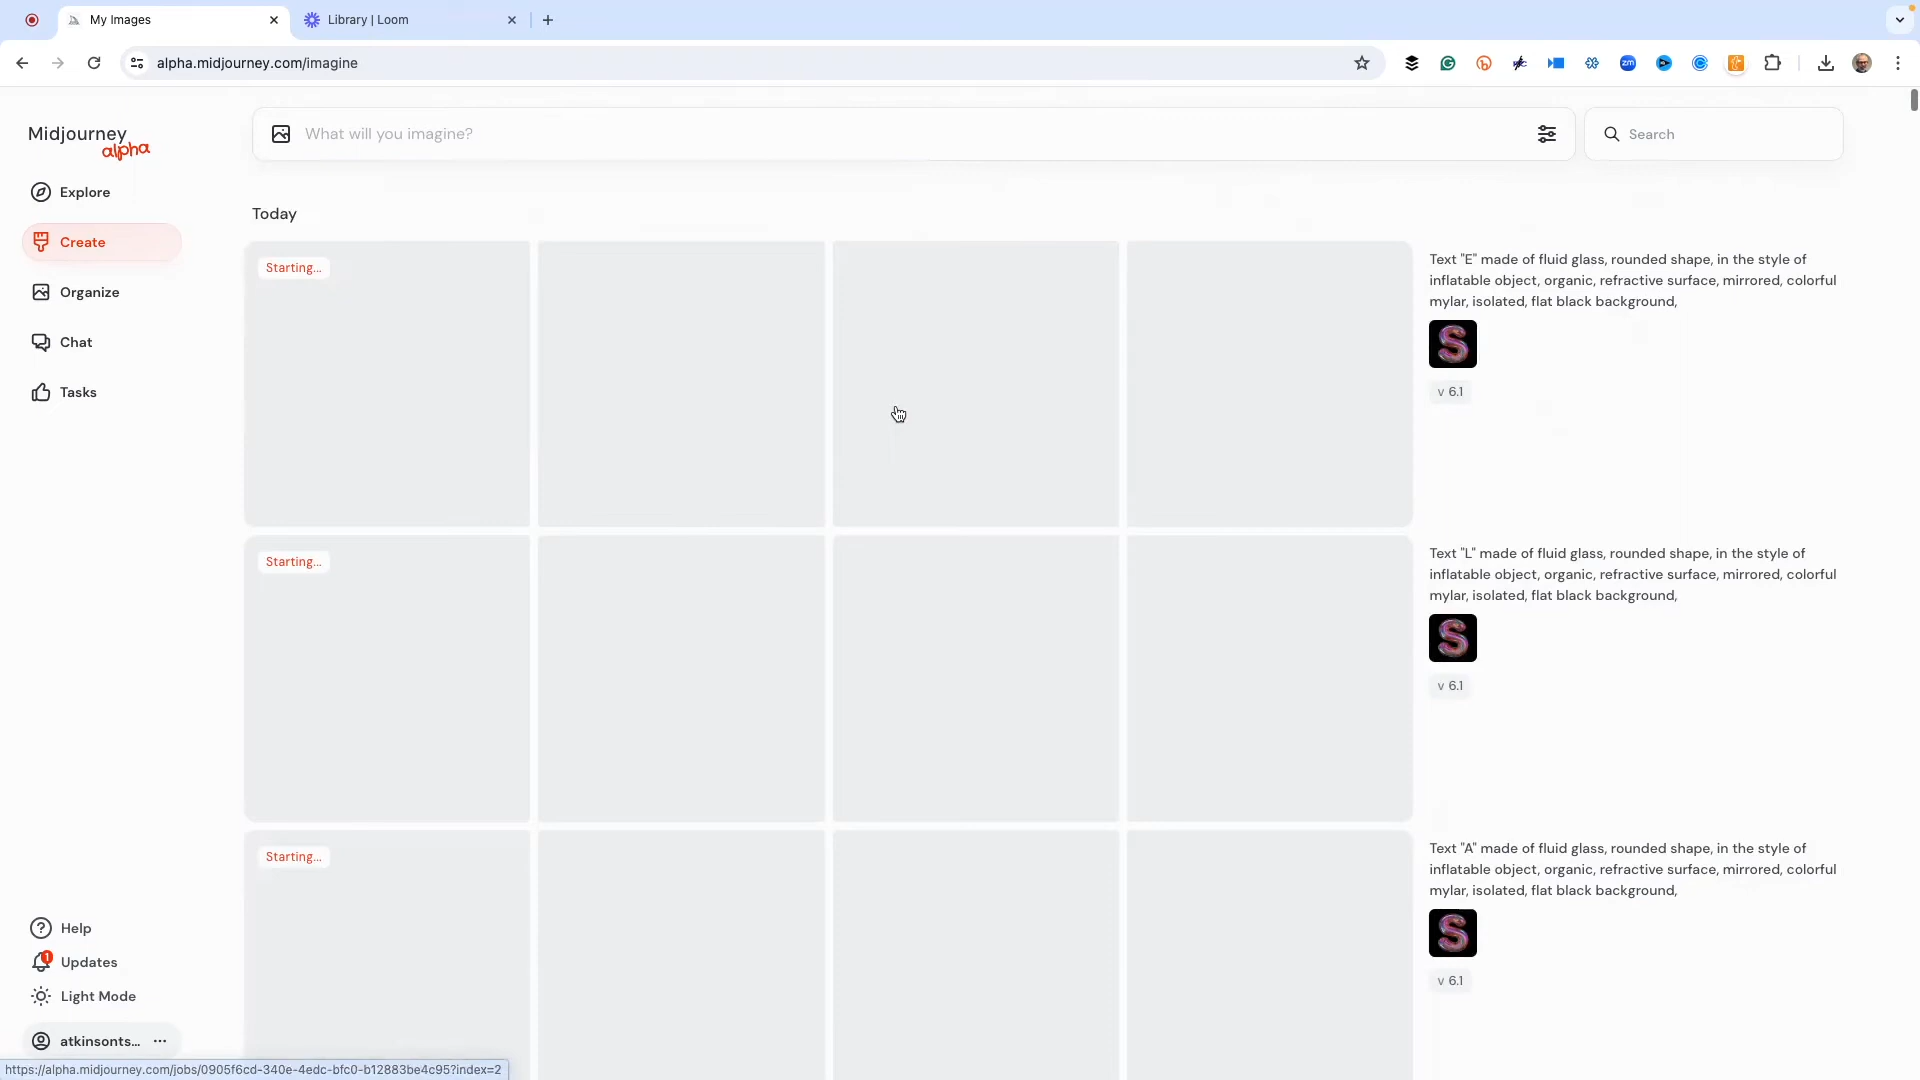 My Images
Library | Loom
alpha.midjourney.com/imagine
zm
Midjourney
alpha
What will you imagine?
Search
Explore
Create
Organize
Chat
Tasks
Today
Starting...
Text "E" made of fluid glass, rounded shape, in the style of
inflatable object, organic, refractive surface, mirrored, colorful
mylar, isolated, flat black background,
S
v 6.1
Starting...
Text "L" made of fluid glass, rounded shape, in the style of
inflatable object, organic, refractive surface, mirrored, colorful
mylar, isolated, flat black background,
S
v 6.1
Starting...
Text "A" made of fluid glass, rounded shape, in the style of
inflatable object, organic, refractive surface, mirrored, colorful
mylar, isolated, flat black background,
S
v 6.1
Help
1
Updates
Light Mode
atkinsonts...
https://alpha.midjourney.com/jobs/0905f6cd-340e-4edc-bfc0-b12883be4c95?index=2